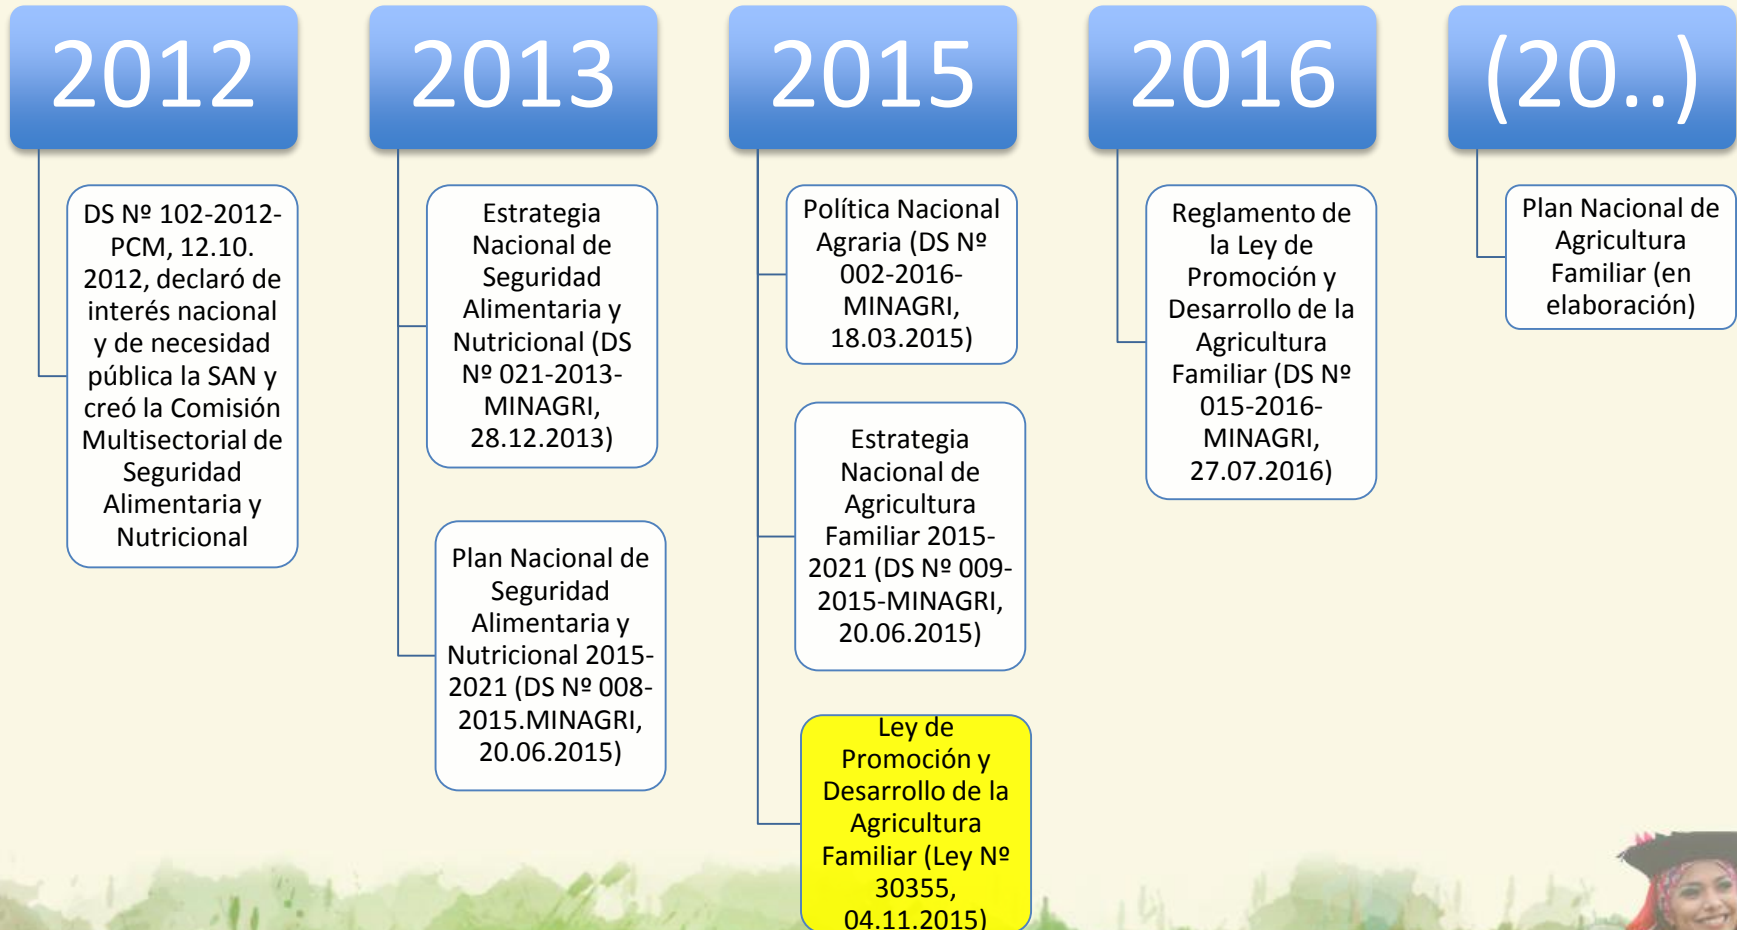 2012
DS Nº 102-2012-
PCM, 12.10.
2012, declaró de
interés nacional
y de necesidad
pública la SAN y
creó la Comisión
Multisectorial de
Seguridad
Alimentaria y
Nutricional
2013
Estrategia
Nacional de
Seguridad
Alimentaria y
Nutricional (DS
Nº 021-2013-
MINAGRI,
28.12.2013)
Plan Nacional de
Seguridad
Alimentaria y
Nutricional 2015-
2021 (DS Nº 008-
2015.MINAGRI,
20.06.2015)
2015
Política Nacional
Agraria (DS Nº
002-2016-
MINAGRI,
18.03.2015)
Estrategia
Nacional de
Agricultura
Familiar 2015-
2021 (DS Nº 009-
2015-MINAGRI,
20.06.2015)
Ley de
Promoción y
Desarrollo de la
Agricultura
Familiar (Ley Nº
30355,
04.11.2015)
2016
Reglamento de
la Ley de
Promoción y
Desarrollo de la
Agricultura
Familiar (DS Nº
015-2016-
MINAGRI,
27.07.2016)
(20..)
Plan Nacional de
Agricultura
Familiar (en
elaboración)